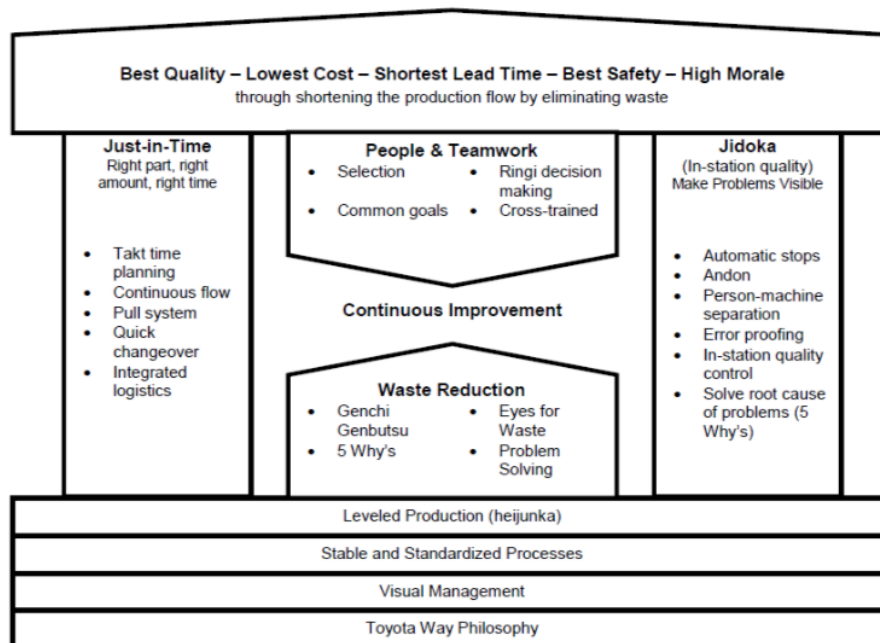 Best Quality – Lowest Cost – Shortest Lead Time – Best Safety – High Morale
through shortening the production flow by eliminating waste
Just-in-Time
Right part, right
amount, right time
• Takt time
planning
• Continuous flow
• Pull system
• Quick
changeover
• Integrated
logistics
People & Teamwork
• Selection
• Common goals
• Ringi decision
making
• Cross-trained
Continuous Improvement
Waste Reduction
• Genchi
Genbutsu
• 5 Why's
• Eyes for
Waste
• Problem
Solving
Jidoka
(In-station quality)
Make Problems Visible
• Automatic stops
• Andon
• Person-machine
separation
• Error proofing
• In-station quality
control
• Solve root cause
of problems (5
Why's)
Leveled Production (heijunka)
Stable and Standardized Processes
Visual Management
Toyota Way Philosophy